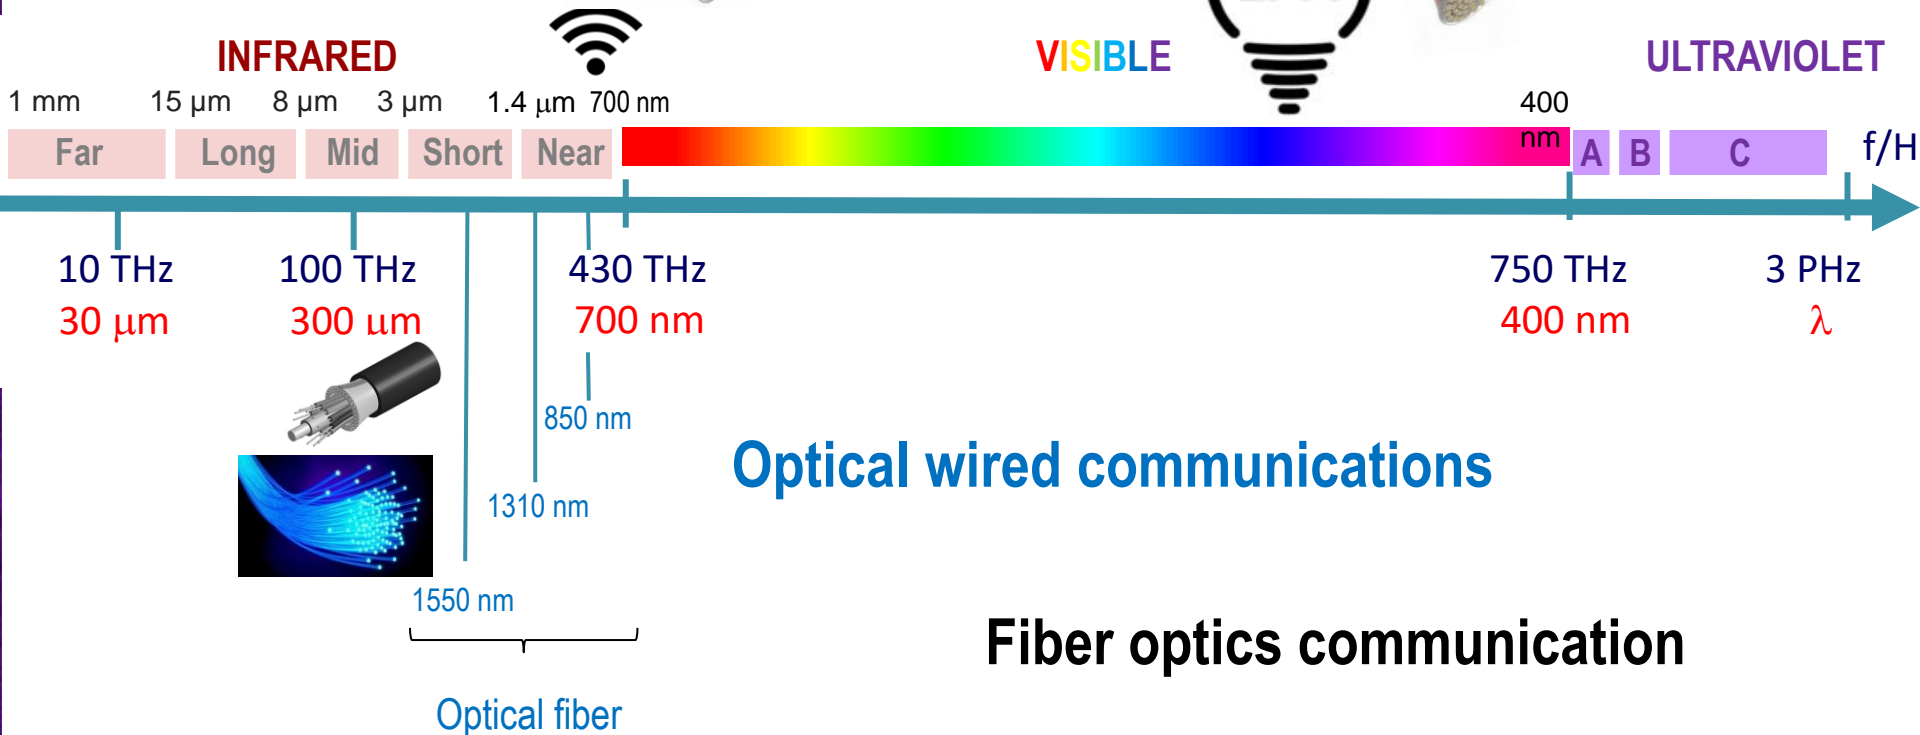 INFRARED
VISIBLE
ULTRAVIOLET
1 mm 15 µm 8 µm 3 µm 1.4 µm 700 nm 400 nm
Far Long Mid Short Near A B C f/H
10 THz 100 THz 430 THz 750 THz 3 PHz
30 µm 300 µm 700 nm 400 nm λ
850 nm
Optical wired communications
1310 nm
1550 nm
Fiber optics communication
Optical fiber